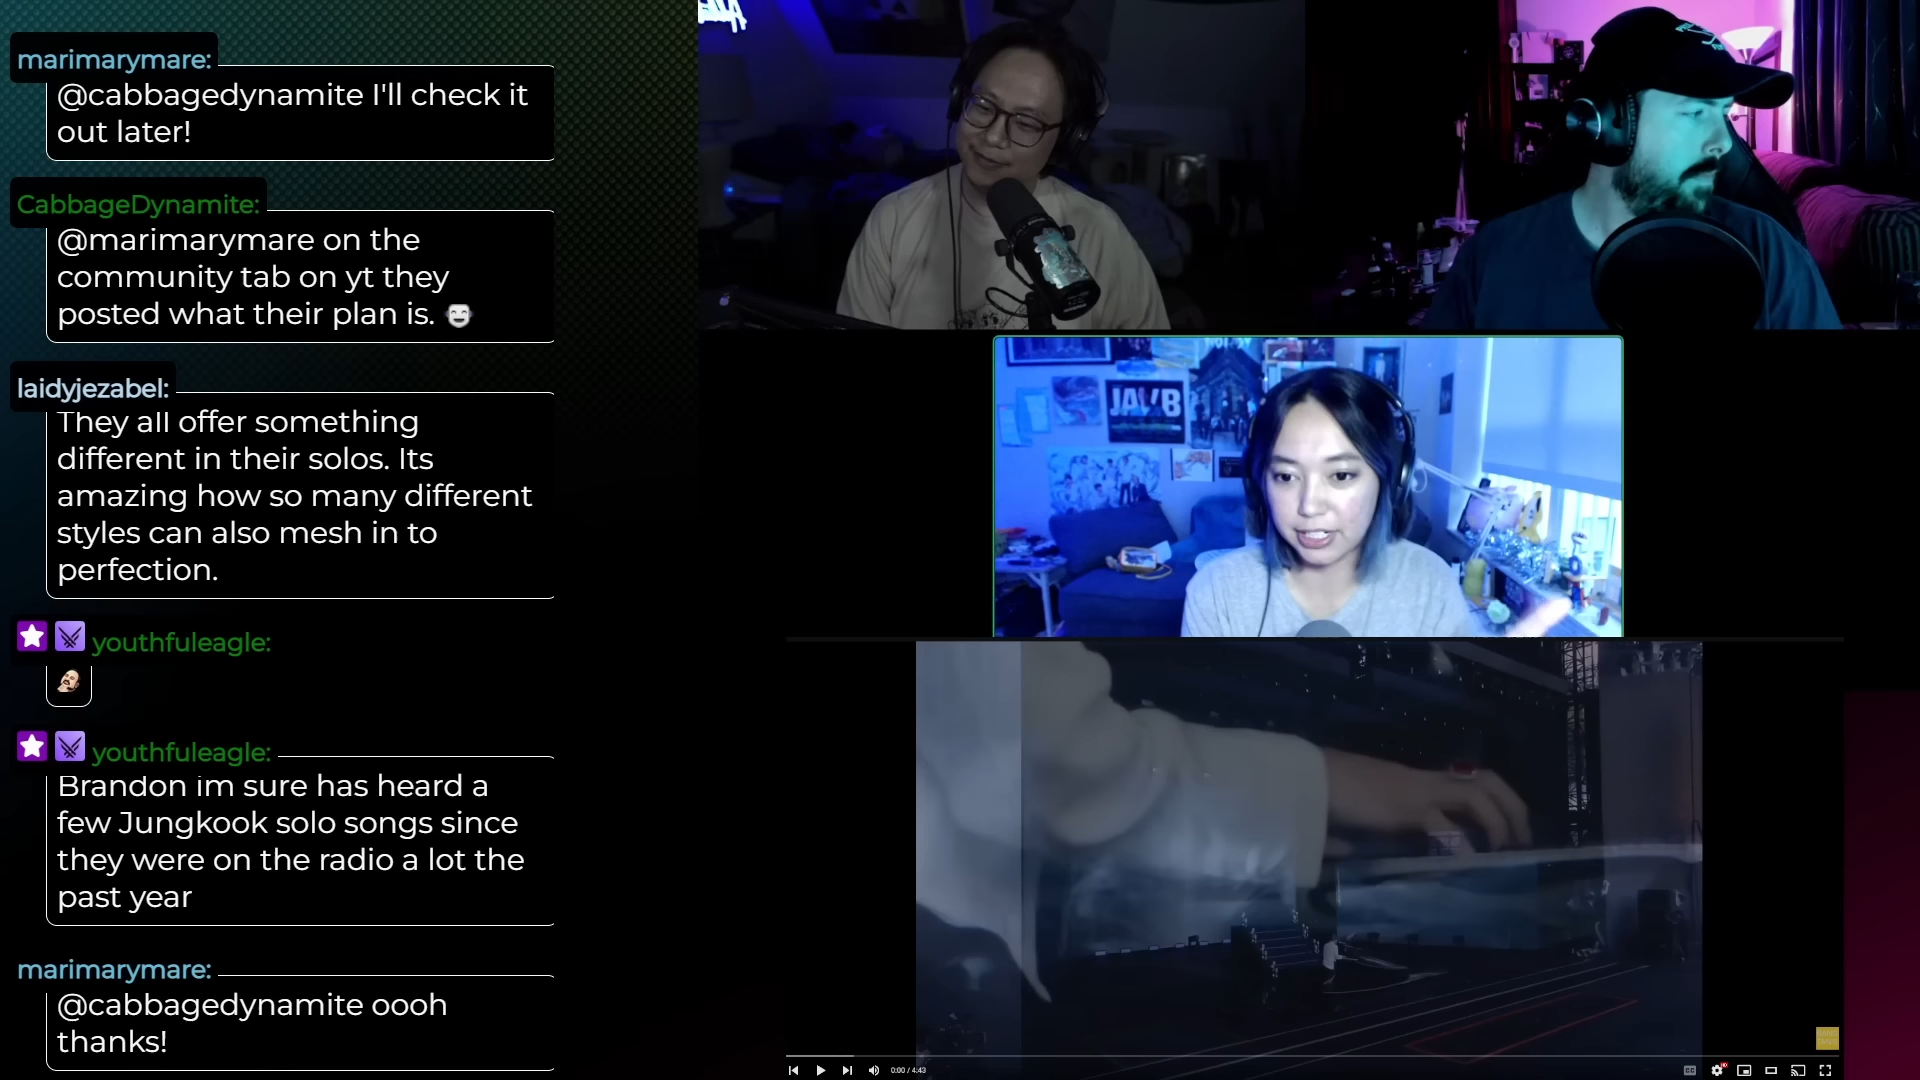 marimarymare:
@cabbagedynamite I'll check it
out later!
CabbageDynamite:
@marimarymare on the
community tab on yt they
posted what their plan is.
laidyjezabel:
They all offer something
different in their solos. Its
amazing how so many different
styles can also mesh in to
perfection.
youthfuleagle:
youthfuleagle:
Brandon im sure has heard a
few Jungkook solo songs since
they were on the radio a lot the
past year
marimarymare:
@cabbagedynamite oooh
thanks!
JAYB
0:00 / 4:43